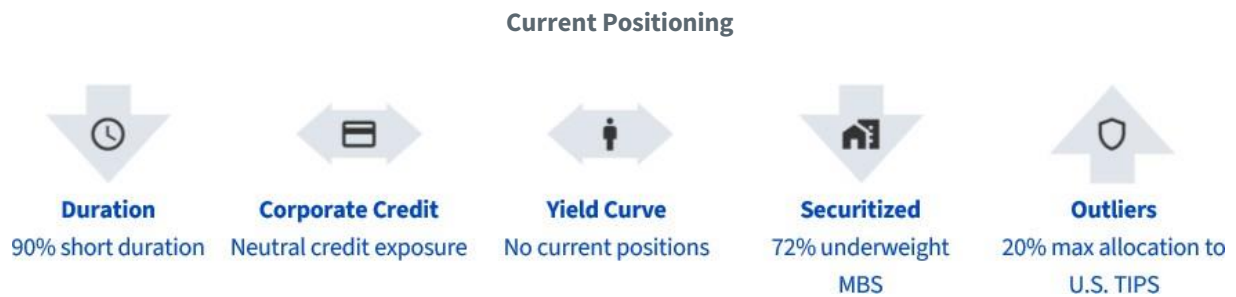 Current Positioning
Duration
90% short duration
Corporate Credit
Neutral credit exposure
Yield Curve
No current positions
Securitized
72% underweight
MBS
Outliers
20% max allocation to
U.S. TIPS